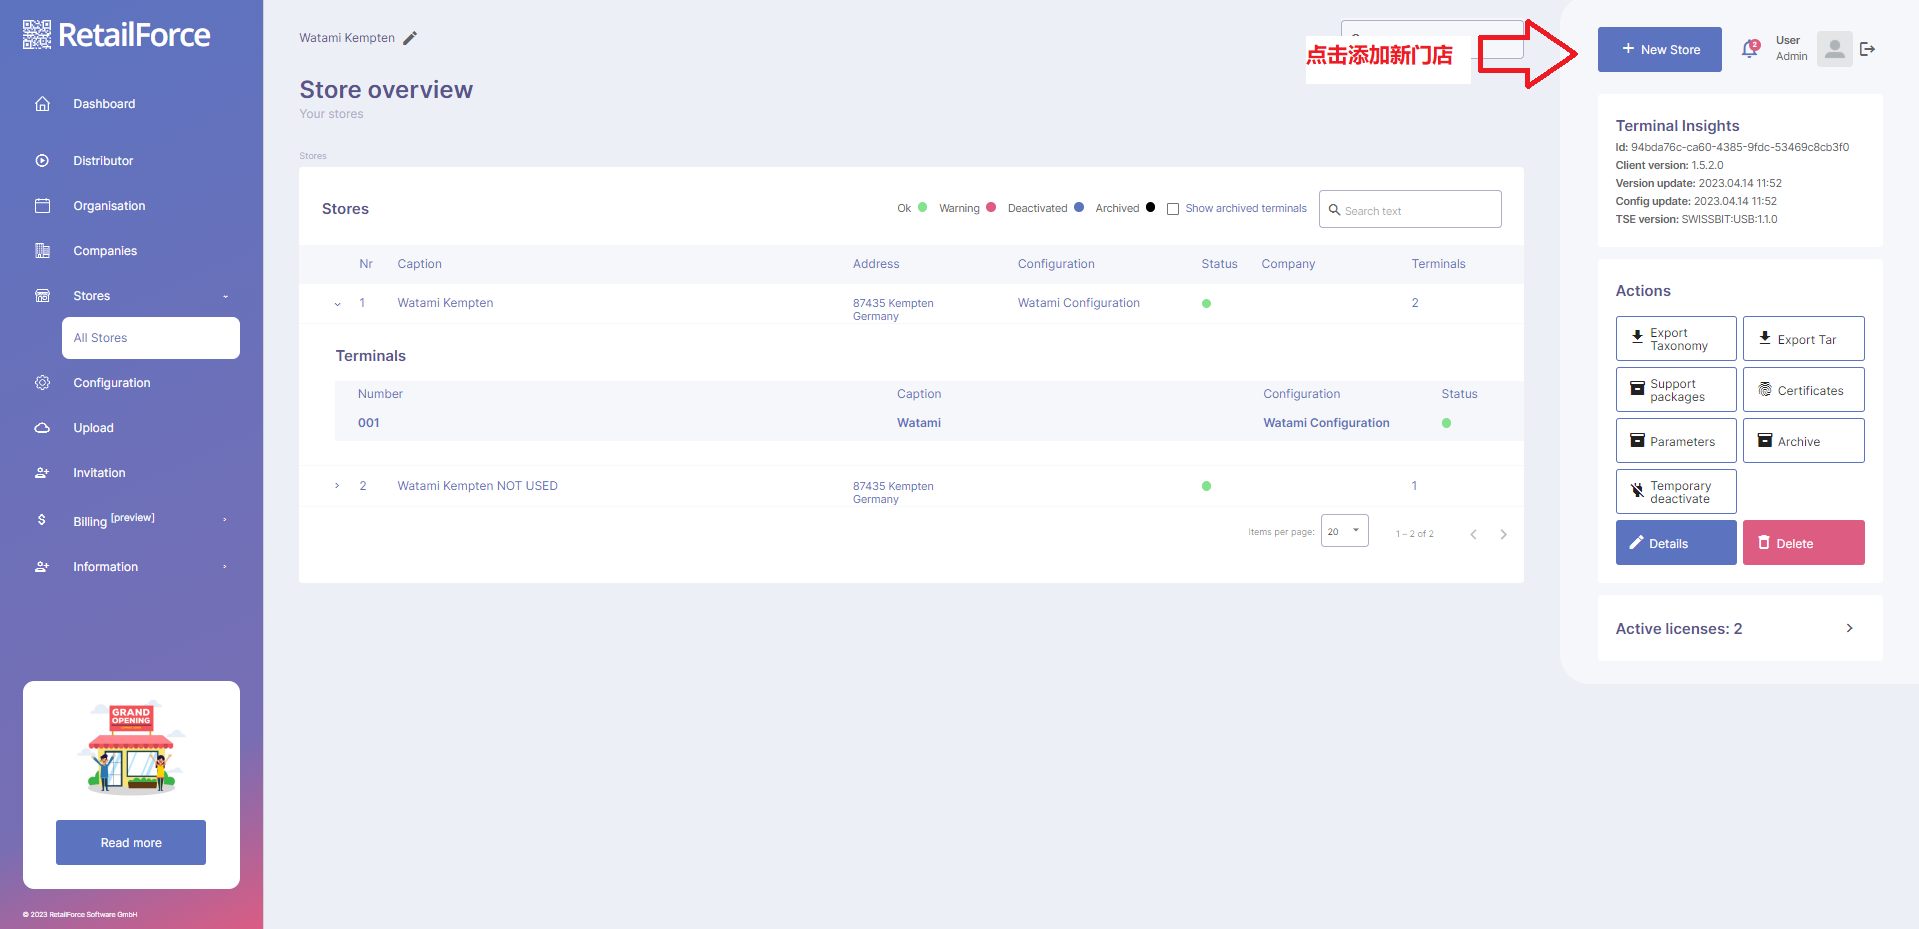 RetailForce
Dashboard
Distributor
Organisation
Companies
Stores
All Stores
Configuration
Upload
Invitation
Billing [preview]
Information
GRAND
OPENING
Read more
© 2023 RetailForce Software GmbH
Watami Kempten
点击添加新门店
Store overview
Your stores
Stores
Stores
Ok Warning Deactivated Archived Show archived terminals Search text
Nr Caption Address Configuration Status Company Terminals
1 Watami Kempten 87435 Kempten Watami Configuration 2
Germany
Terminals
Number Caption Configuration Status
001 Watami Watami Configuration
2 Watami Kempten NOT USED 87435 Kempten 1
Germany
Items per page: 20 1 – 2 of 2
New Store
2
User
Admin
Terminal Insights
Id: 94bda76c-ca60-4385-9fdc-53469c8cb3f0
Client version: 1.5.2.0
Version update: 2023.04.14 11:52
Config update: 2023.04.14 11:52
TSE version: SWISSBIT:USB:1.1.0
Actions
Export
Taxonomy
Export Tar
Support
packages
Certificates
Parameters
Archive
Temporary
deactivate
Details
Delete
Active licenses: 2